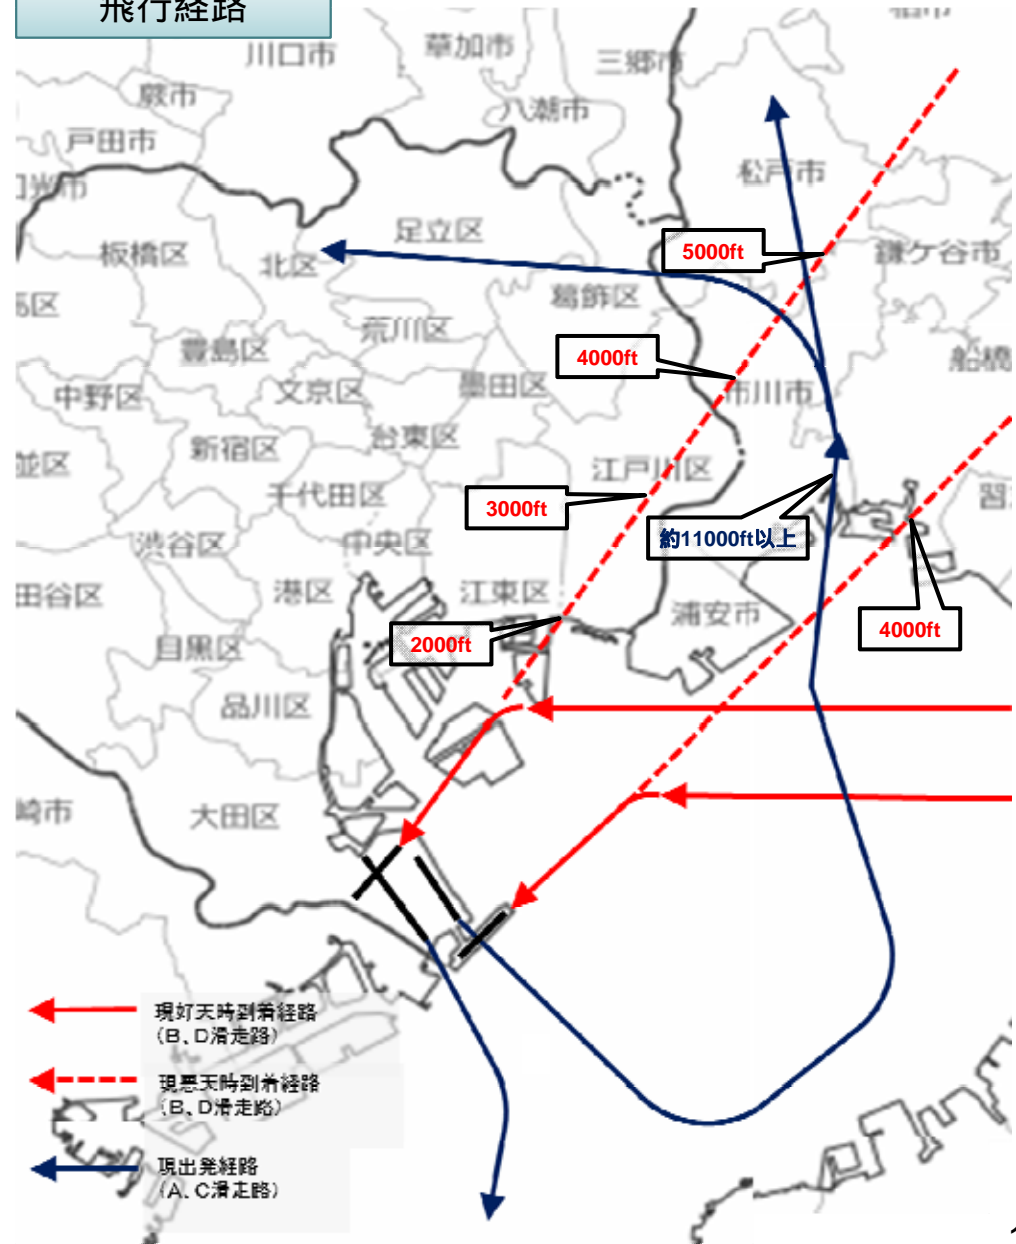 飛行経路
川口市
草加市
三郷市
蕨市
八潮市
戸田市
松戸市
足立区
板橋区
北区
5000ft
鎌ケ谷市
葛飾区
荒川区
豊島区
4000ft
船橋
中野区
文京区
墨田区
市川市
台東区
新宿区
並区
江戸川区
千代田区
3000ft
習
渋谷区
中央区
約11000ft以上
田谷区
港区
江東区
浦安市
4000ft
目黒区
2000ft
品川区
崎市
大田区
現好天時到着経路
(B、D滑走路)
現悪天時到着経路
(B、D滑走路)
現出発経路
(A、C滑走路)